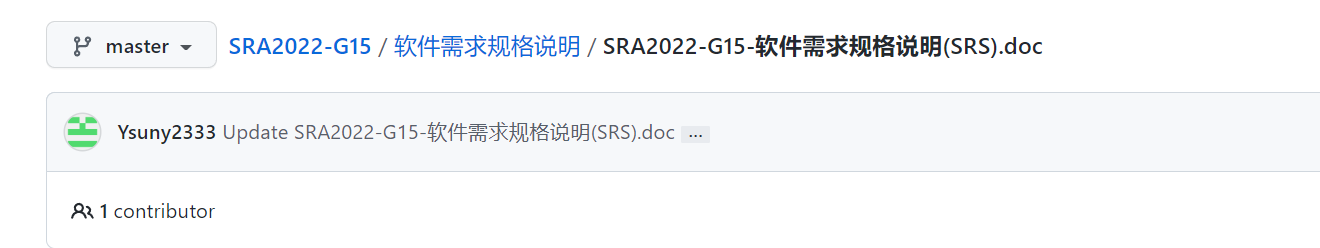 master SRA2022-G15 / 软件需求规格说明 / SRA2022-G15-软件需求规格说明(SRS).doc
Ysuny2333 Update SRA2022-G15-软件需求规格说明(SRS).doc ...
1 contributor